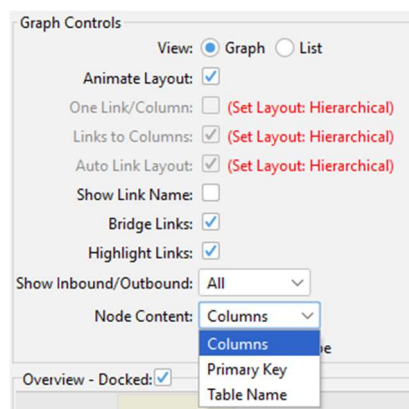 Graph Controls
View: Graph List
Animate Layout:
One Link/Column: (Set Layout: Hierarchical)
Links to Columns: (Set Layout: Hierarchical)
Auto Link Layout: (Set Layout: Hierarchical)
Show Link Name:
Bridge Links:
Highlight Links:
Show Inbound/Outbound: All
Node Content: Columns
Columns
Primary Key
Table Name
Overview - Docked: